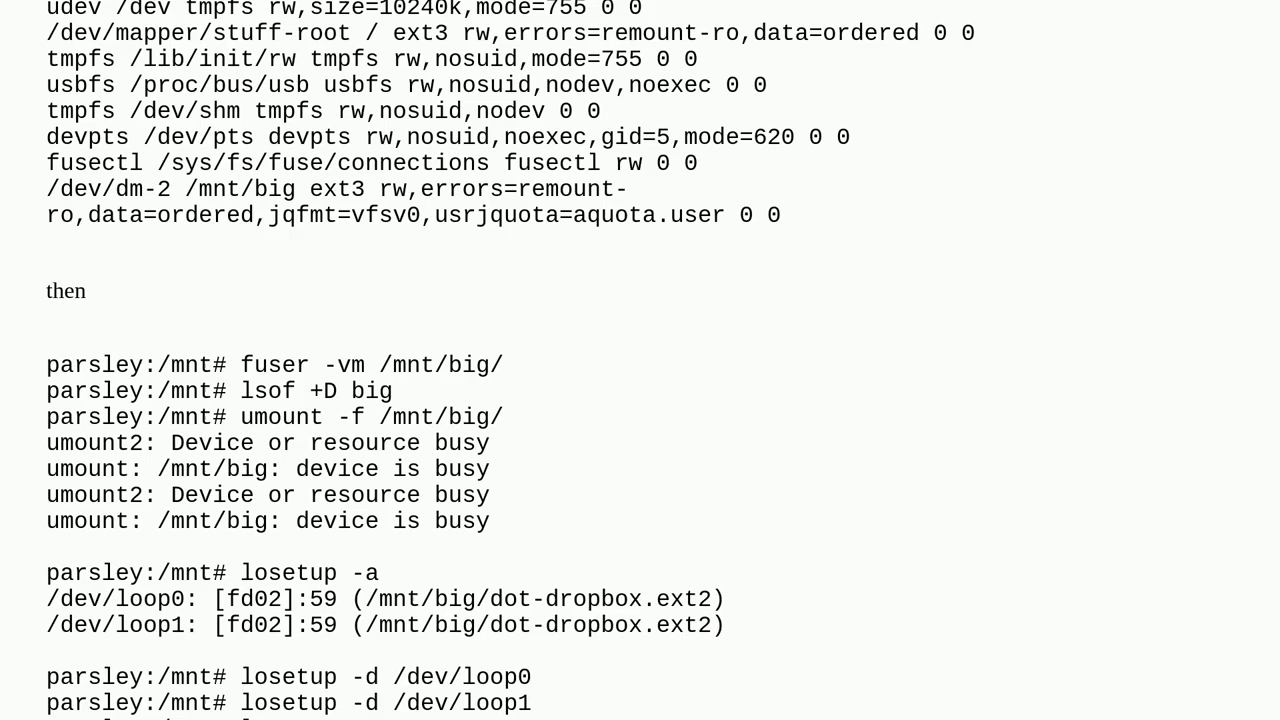 udev /dev tmpfs rw,size=10240k,mode=755 0 0
/dev/mapper/stuff-root / ext3 rw,errors=remount-ro,data=ordered 0 0
tmpfs /lib/init/rw tmpfs rw,nosuid,mode=755 0 0
usbfs /proc/bus/usb usbfs rw,nosuid,nodev,noexec 0 0
tmpfs /dev/shm tmpfs rw,nosuid,nodev 0 0
devpts /dev/pts devpts rw,nosuid,noexec,gid=5,mode=620 0 0
fusectl /sys/fs/fuse/connections fusectl rw 0 0
/dev/dm-2 /mnt/big ext3 rw,errors=remount-
ro,data=ordered,jqfmt=vfsv0,usrjquota=aquota.user 0 0
then
parsley:/mnt# fuser -vm /mnt/big/
parsley:/mnt# lsof +D big
parsley:/mnt# umount -f /mnt/big/
umount2: Device or resource busy
umount: /mnt/big: device is busy
umount2: Device or resource busy
umount: /mnt/big: device is busy
parsley:/mnt# losetup -a
/dev/loop0: [fd02]:59 (/mnt/big/dot-dropbox.ext2)
/dev/loop1: [fd02]:59 (/mnt/big/dot-dropbox.ext2)
parsley:/mnt# losetup -d /dev/loop0
parsley:/mnt# losetup -d /dev/loop1